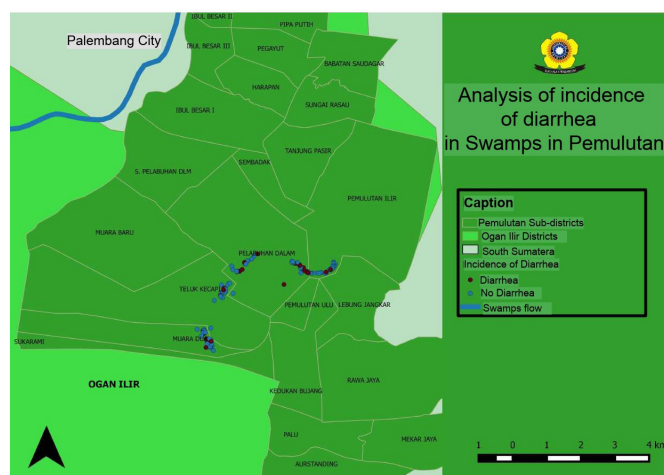 Palembang City
IBUL BESAR II
PIPA PUTIH
IBUL BESAR III
PEGAYUT
BABATAN SAUDAGAR
HARAPAN
IBUL BESAR I
SUNGAI RASAU
TANJUNG PASIR
SEMBADAK
S. PELABUHAN DLM
PEMULUTAN ILIR
MUARA BARU
PELABUHAN DALAM
TELUK KECAPI
PEMULUTAN ULU
LEBUNG JANGKAR
SUKARAMI
MUARA DLM
RAWA JAYA
OGAN ILIR
KEDUKAN BUJANG
PALU
MEKAR JAYA
AURSTANDING
Analysis of incidence
of diarrhea
in Swamps in Pemulutan
Caption
Pemulutan Sub-districts
Ogan Ilir Districts
South Sumatera
Incidence of Diarrhea
Diarrhea
No Diarrhea
Swamps flow
1 0 1 2 3 4 km